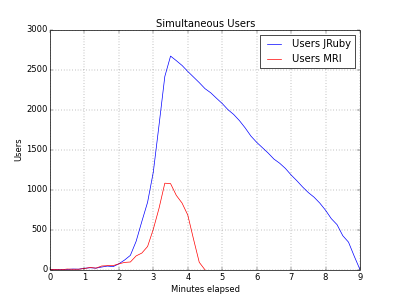 Simultaneous Users
3000
2500
2000
1500
1000
500
0
Users
Users JRuby
Users MRI
0 1 2 3 4 5 6 7 8 9
Minutes elapsed